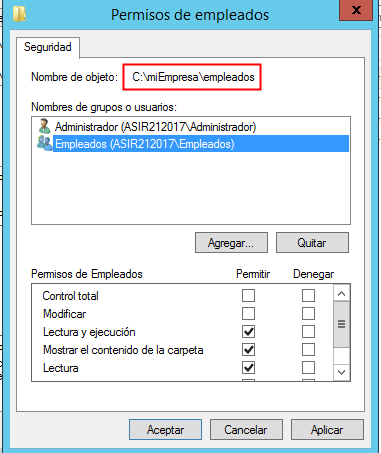 Permisos de empleados
x
Seguridad
Nombre de objeto: C:\miEmpresa\empleados
Nombres de grupos o usuarios:
Administrador (ASIR212017\Administrador)
Empleados (ASIR212017\Empleados)
Agregar... Quitar
Permisos de Empleados Permitir Denegar
Control total
Modificar
Lectura y ejecución
Mostrar el contenido de la carpeta
Lectura
Aceptar Cancelar Aplicar